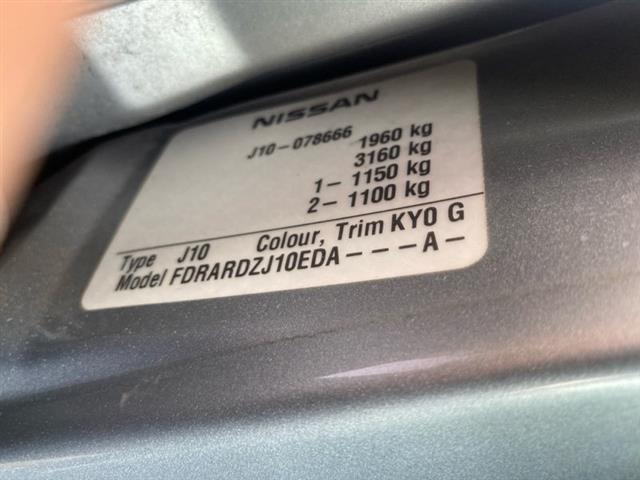 NISSAN
J10-078666
1960 kg
3160 kg
1- 1150 kg
2- 1100 kg
Type J10 Colour, Trim KY0 G
Model FDRARDZJ10EDA---A-